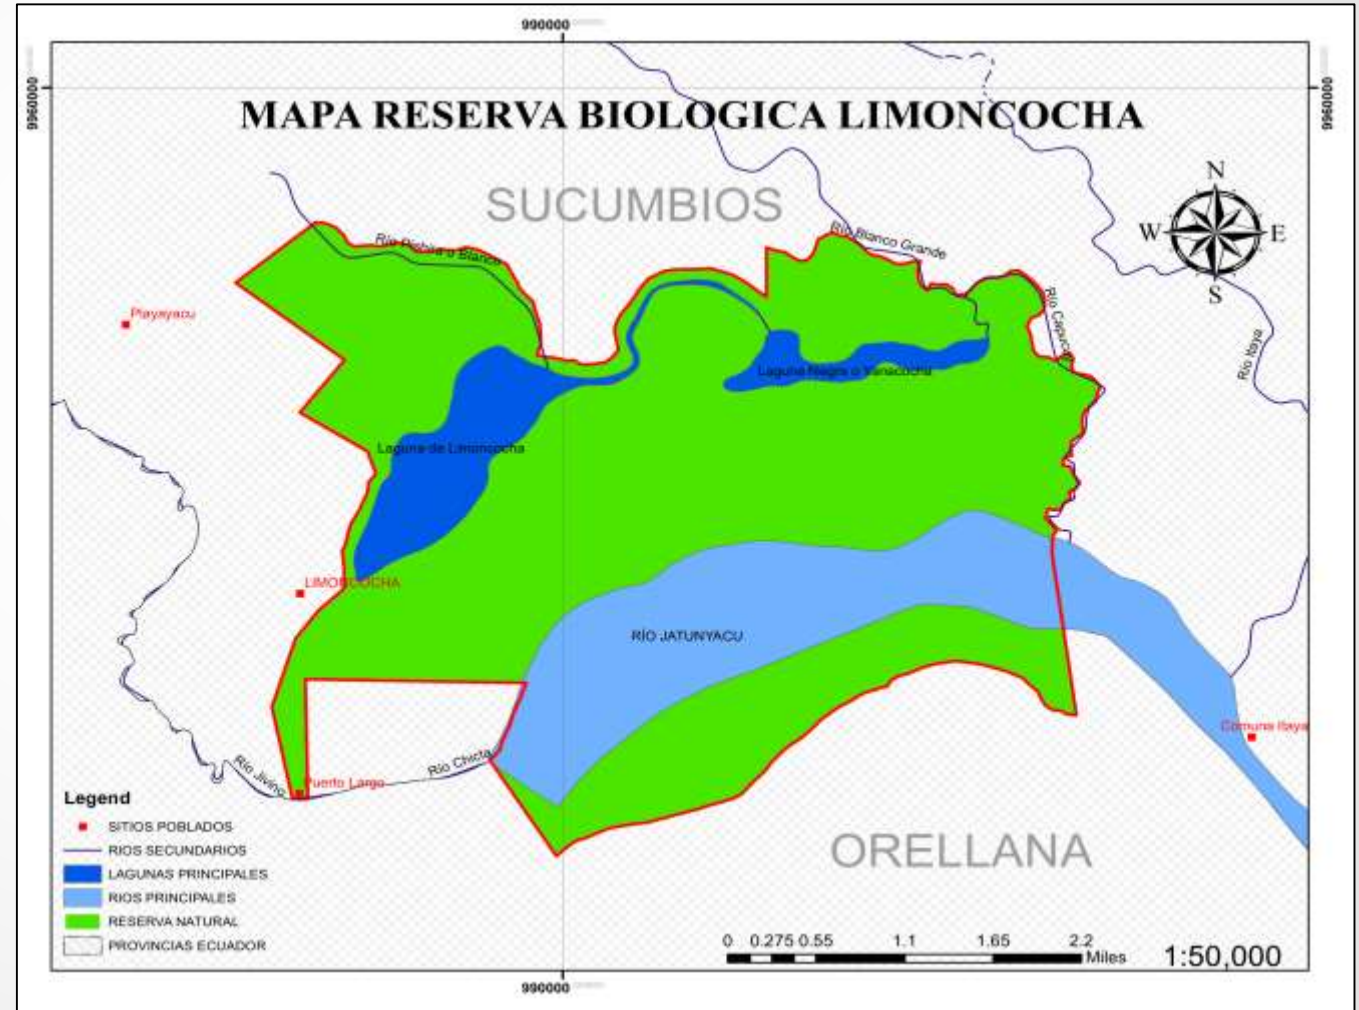 990000
9960000
9960000
MAPA RESERVA BIOLOGICA LIMONCOCHA
SUCUMBIOS
N
W
E
S
Río Pishira o Blanco
Río Blanco Grande
Río Capucuy
Río Itaya
Playayacu
Laguna Negra o Yanacocha
Laguna de Limoncocha
LIMONCOCHA
RÍO JATUNYACU
Comuna Itaya
Río Jivino
Río Chicta
Puerto Largo
ORELLANA
Legend
SITIOS POBLADOS
RIOS SECUNDARIOS
LAGUNAS PRINCIPALES
RIOS PRINCIPALES
RESERVA NATURAL
PROVINCIAS ECUADOR
0 0.275 0.55 1.1 1.65 2.2
Miles
1:50,000
990000